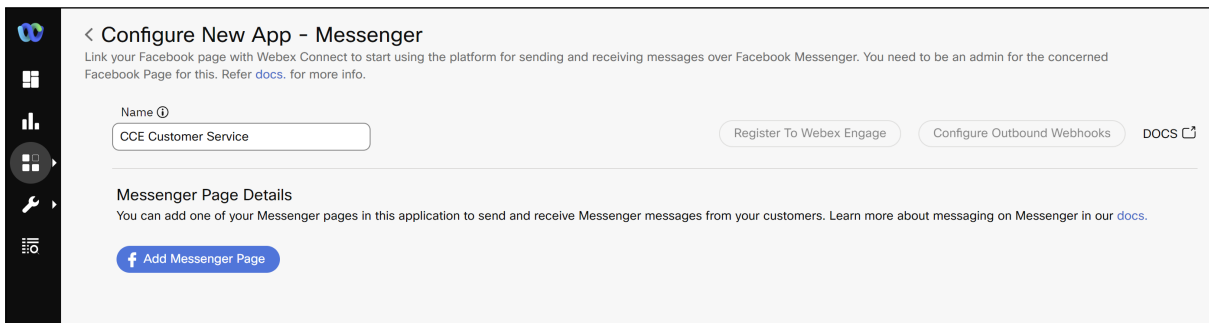 Configure New App - Messenger
Link your Facebook page with Webex Connect to start using the platform for sending and receiving messages over Facebook Messenger. You need to be an admin for the concerned
Facebook Page for this. Refer docs. for more info.
Name
CCE Customer Service
Register To Webex Engage
Configure Outbound Webhooks
DOCS
Messenger Page Details
You can add one of your Messenger pages in this application to send and receive Messenger messages from your customers. Learn more about messaging on Messenger in our docs.
Add Messenger Page